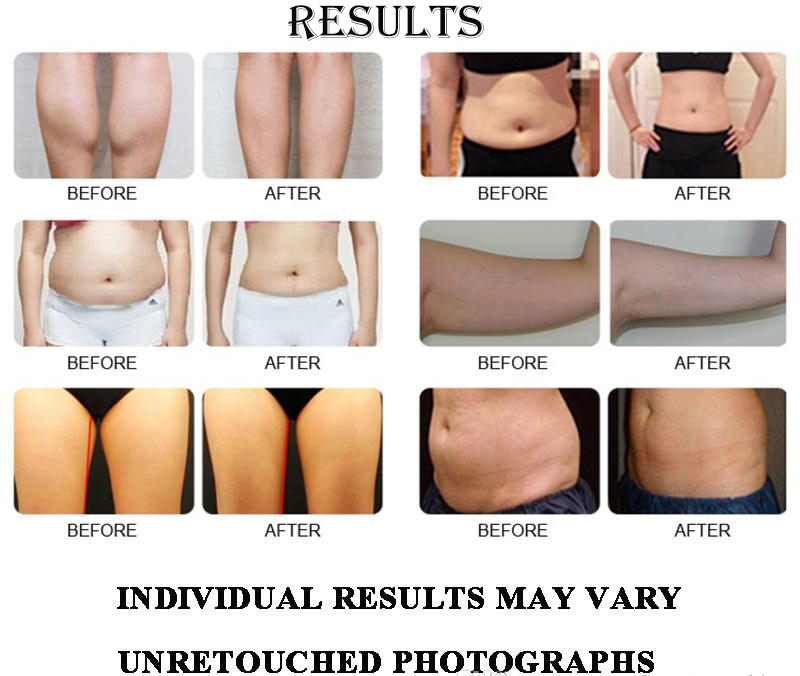 RESULTS
BEFORE AFTER BEFORE AFTER
BEFORE AFTER BEFORE AFTER
BEFORE AFTER BEFORE AFTER
INDIVIDUAL RESULTS MAY VARY
UNRETOUCHED PHOTOGRAPHS